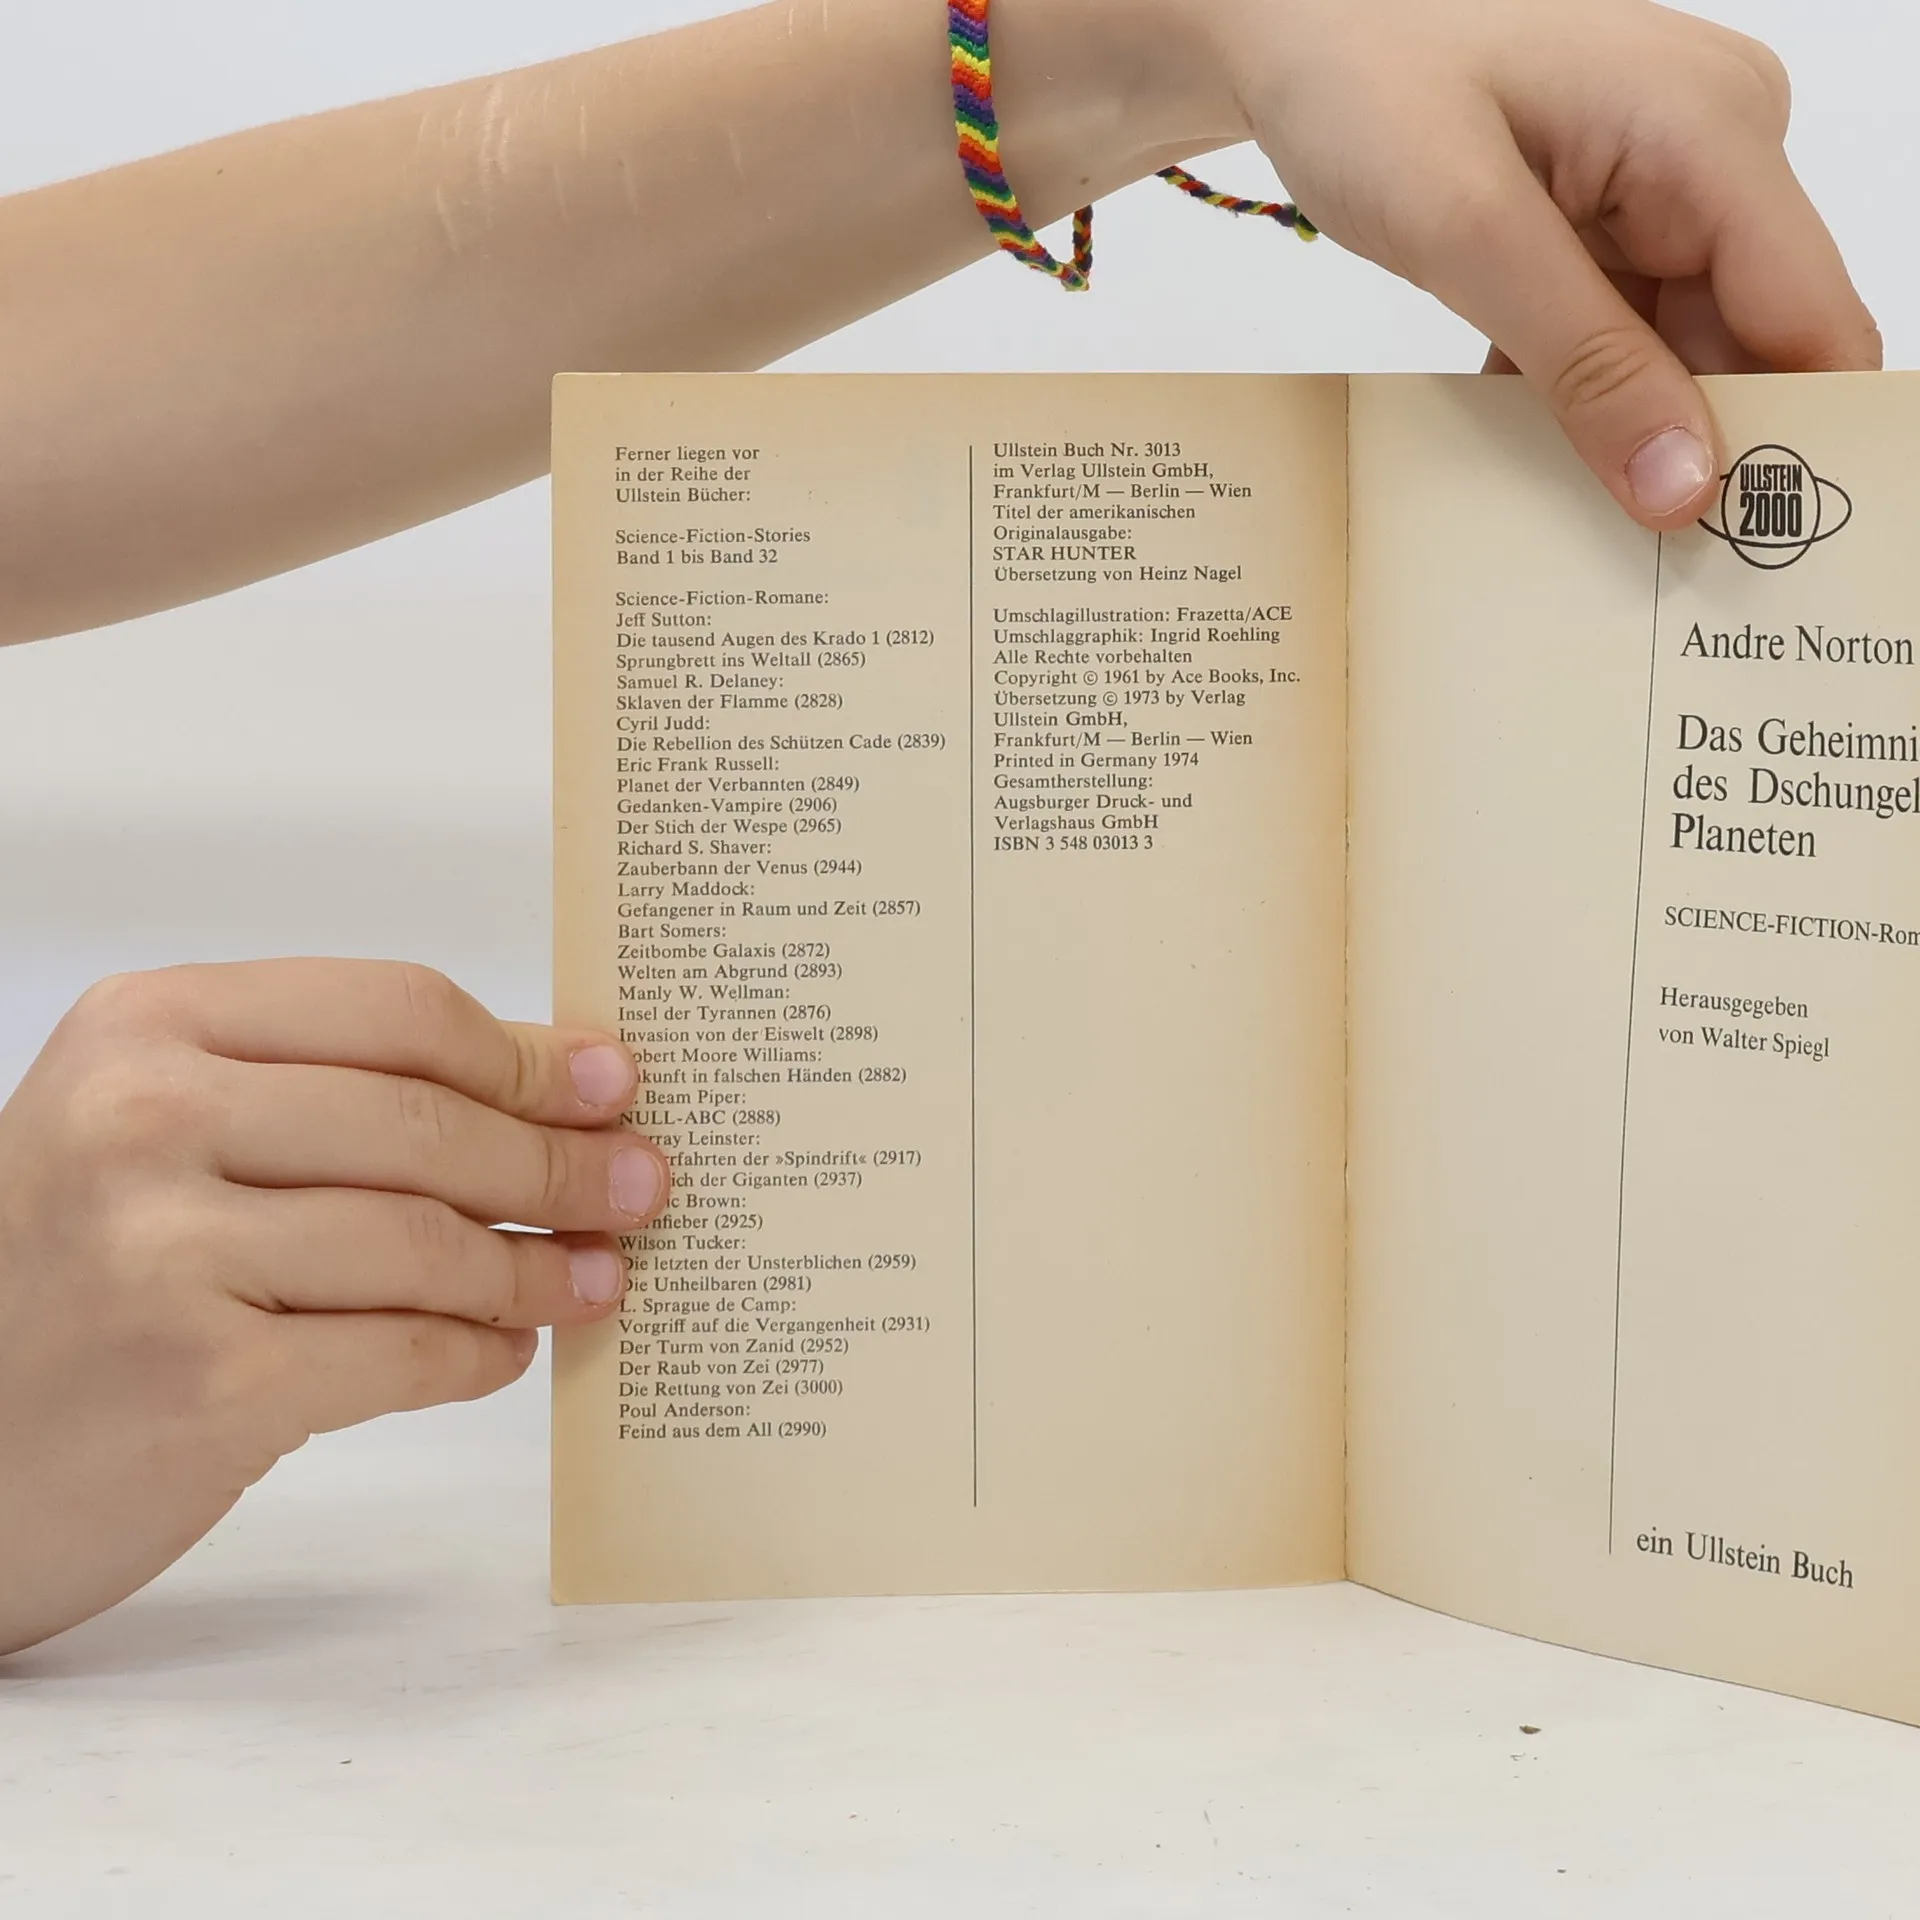 Ferner liegen vor
in der Reihe der
Ullstein Bücher:
Science-Fiction-Stories
Band 1 bis Band 32
Science-Fiction-Romane:
Jeff Sutton:
Die tausend Augen des Krado 1 (2812)
Sprungbrett ins Weltall (2865)
Samuel R. Delaney:
Sklaven der Flamme (2828)
Cyril Judd:
Die Rebellion des Schützen Cade (2839)
Eric Frank Russell:
Planet der Verbannten (2849)
Gedanken-Vampire (2906)
Der Stich der Wespe (2965)
Richard S. Shaver:
Zauberbann der Venus (2944)
Larry Maddock:
Gefangener in Raum und Zeit (2857)
Bart Somers:
Zeitbombe Galaxis (2872)
Welten am Abgrund (2893)
Manly W. Wellman:
Insel der Tyrannen (2876)
Invasion von der Eiswelt (2898)
Moore Williams:
in falschen Händen (2882)
Beam Piper:
NULL-ABC (2888)
Leinster:
der »Spindrift« (2917)
der Giganten (2937)
Brown:
(2925)
Wilson Tucker:
Die letzten der Unsterblichen (2959)
Die Unheilbaren (2981)
L. Sprague de Camp:
Vorgriff auf die Vergangenheit (2931)
Der Turm von Zanid (2952)
Der Raub von Zei (2977)
Die Rettung von Zei (3000)
Poul Anderson:
Feind aus dem All (2990)
Ullstein Buch Nr. 3013
im Verlag Ullstein GmbH,
Frankfurt/M — Berlin — Wien
Titel der amerikanischen
Originalausgabe:
STAR HUNTER
Übersetzung von Heinz Nagel
Umschlagillustration: Frazetta/ACE
Umschlaggraphik: Ingrid Roehling
Alle Rechte vorbehalten
Copyright © 1961 by Ace Books, Inc.
Übersetzung © 1973 by Verlag
Ullstein GmbH,
Frankfurt/M — Berlin — Wien
Printed in Germany 1974
Gesamtherstellung:
Augsburger Druck- und
Verlagshaus GmbH
ISBN 3 548 03013 3
ULLSTEIN
2000
Andre Norton
Das Geheimni
des Dschungel
Planeten
SCIENCE-FICTION-Rom
Herausgegeben
von Walter Spiegl
ein Ullstein Buch